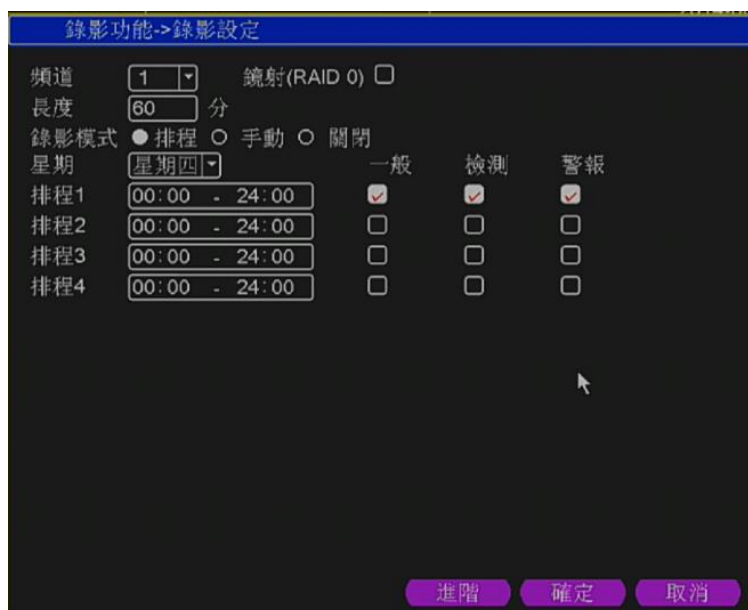 錄影功能->錄影設定
頻道 1 鏡射(RAID 0)
長度 60 分
錄影模式 排程 手動 關閉
星期 星期四 一般 檢測 警報
排程1 00:00 - 24:00
排程2 00:00 - 24:00
排程3 00:00 - 24:00
排程4 00:00 - 24:00
進階 確定 取消